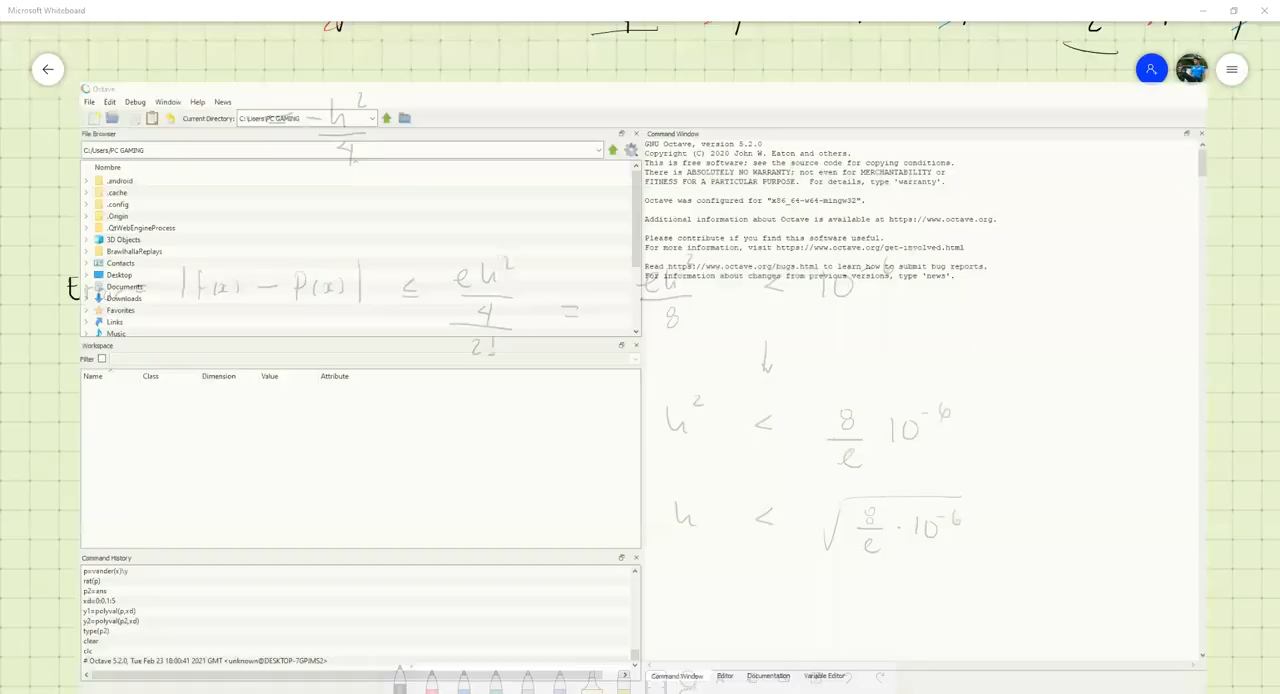 Microsoft Whiteboard
Octave
File Edit Debug Window Help News
Current Directory: C:\Users\PC GAMING
- h²
4
File Browser
C:/Users/PC GAMING
Nombre
.android
.cache
.config
.Origin
.QtWebEngineProcess
3D Objects
BrawlhallaReplays
Contacts
Desktop
Documents
Downloads
Favorites
Links
Music
Command Window
GNU Octave, version 5.2.0
Copyright (C) 2020 John W. Eaton and others.
This is free software; see the source code for copying conditions.
There is ABSOLUTELY NO WARRANTY; not even for MERCHANTABILITY or
FITNESS FOR A PARTICULAR PURPOSE. For details, type 'warranty'.
Octave was configured for "x86_64-w64-mingw32".
Additional information about Octave is available at https://www.octave.org.
Please contribute if you find this software useful.
For more information, visit https://www.octave.org/get-involved.html
Read https://www.octave.org/bugs.html to learn how to submit bug reports.
For information about changes from previous versions, type 'news'.
|f(x) - P(x)| ≤ eh²/4 / 2! = eh²/8 < 10⁻⁶
h² < 8/e 10⁻⁶
h < √(8/e · 10⁻⁶)
Workspace
Filter
Name Class Dimension Value Attribute
Command History
p=vander(x)\y
rat(p)
p2=ans
xd=0:0.1:5
y1=polyval(p,xd)
y2=polyval(p2,xd)
type(p2)
clear
clc
# Octave 5.2.0, Tue Feb 23 18:00:41 2021 GMT <unknown@DESKTOP-7GPJMS2>
Command Window Editor Documentation Variable Editor